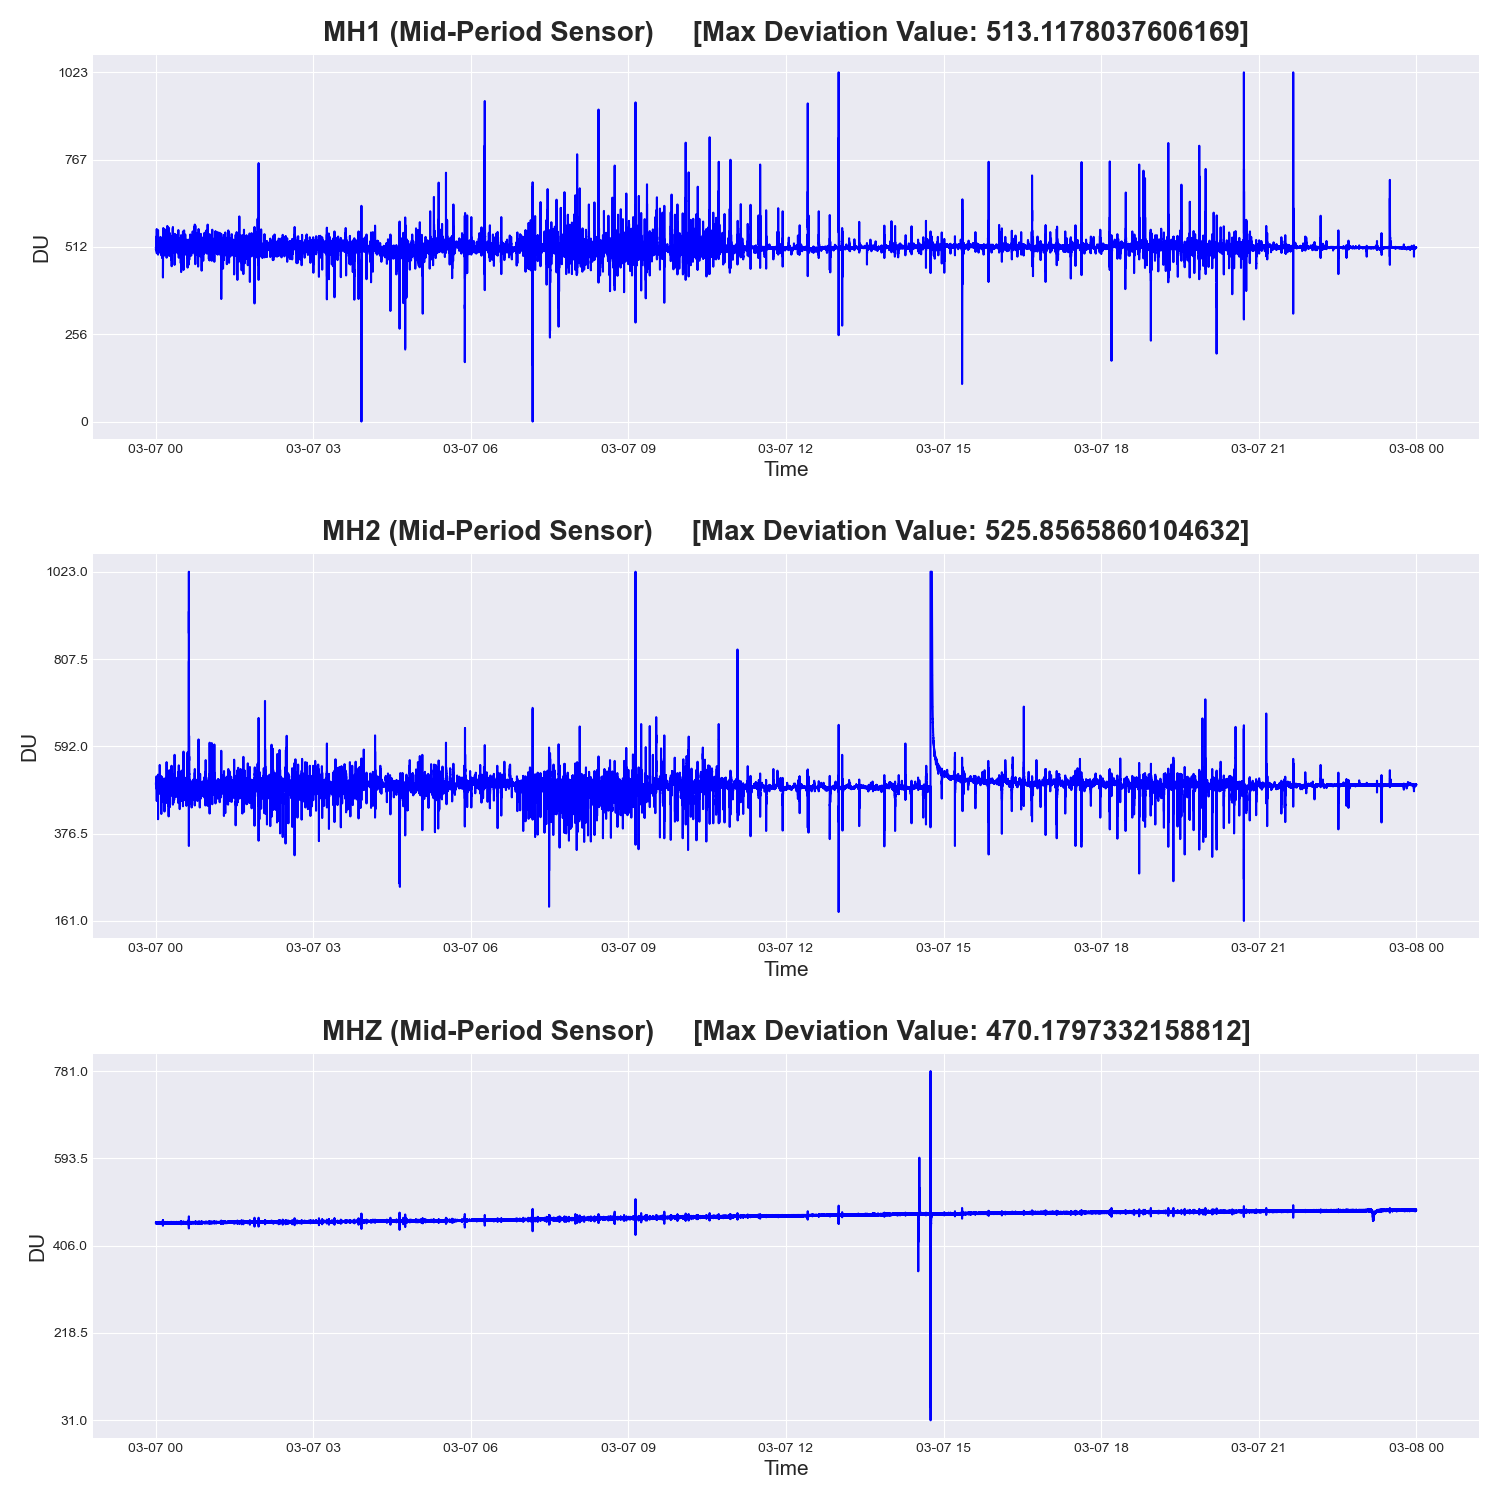 MH1 (Mid-Period Sensor) [Max Deviation Value: 513.1178037606169]
1023
767
512
256
0
DU
03-07 00 03-07 03 03-07 06 03-07 09 03-07 12 03-07 15 03-07 18 03-07 21 03-08 00
Time
MH2 (Mid-Period Sensor) [Max Deviation Value: 525.8565860104632]
1023.0
807.5
592.0
376.5
161.0
DU
03-07 00 03-07 03 03-07 06 03-07 09 03-07 12 03-07 15 03-07 18 03-07 21 03-08 00
Time
MHZ (Mid-Period Sensor) [Max Deviation Value: 470.1797332158812]
781.0
593.5
406.0
218.5
31.0
DU
03-07 00 03-07 03 03-07 06 03-07 09 03-07 12 03-07 15 03-07 18 03-07 21 03-08 00
Time